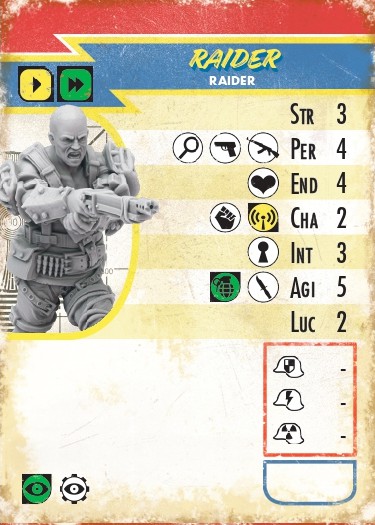 RAIDER
RAIDER
STR 3
PER 4
END 4
CHA 2
INT 3
AGI 5
LUC 2
-
-
-